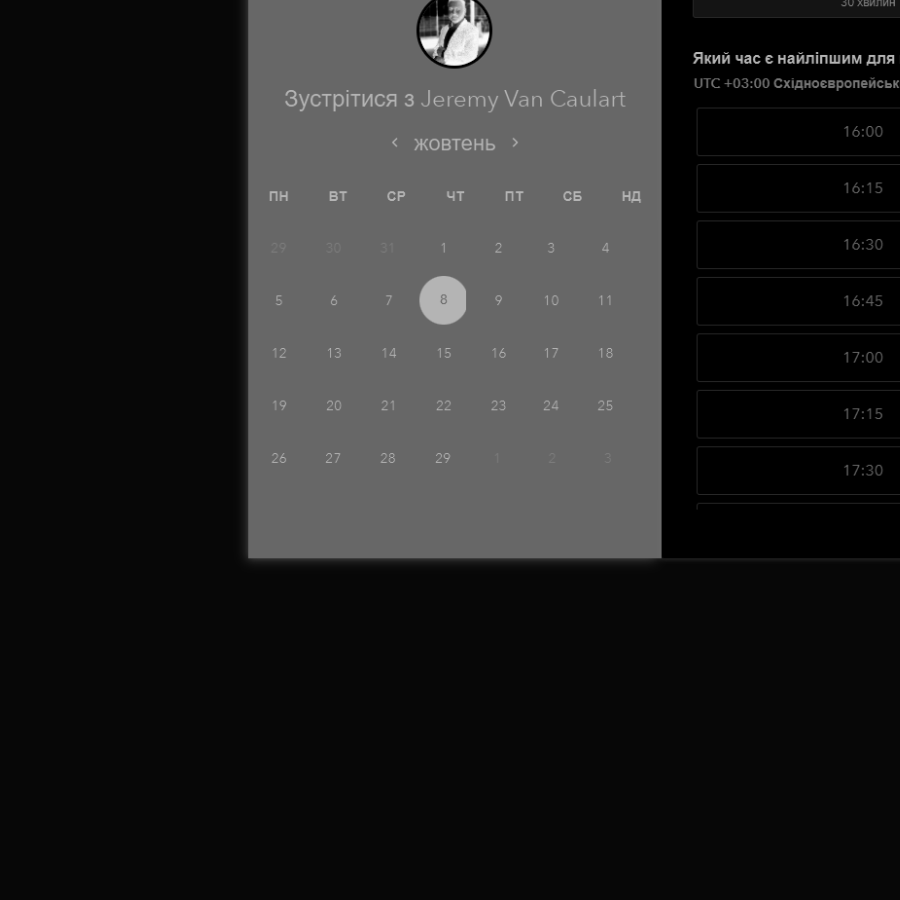 Зустрітися з Jeremy Van Caulart
‹ жовтень ›
ПН ВТ СР ЧТ ПТ СБ НД
29 30 31 1 2 3 4
5 6 7 8 9 10 11
12 13 14 15 16 17 18
19 20 21 22 23 24 25
26 27 28 29 1 2 3
30 хвилин
Який час є найліпшим для
UTC +03:00 Східноєвропейськ
16:00
16:15
16:30
16:45
17:00
17:15
17:30